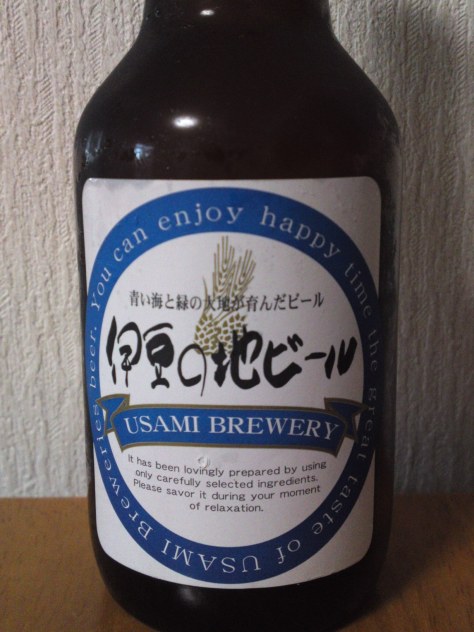 You can enjoy happy time the great taste of USAMI Breweries beer.
青い海と緑の大地が育んだビール
伊豆の地ビール
USAMI BREWERY
It has been lovingly prepared by using
only carefully selected ingredients.
Please savor it during your moment
of relaxation.